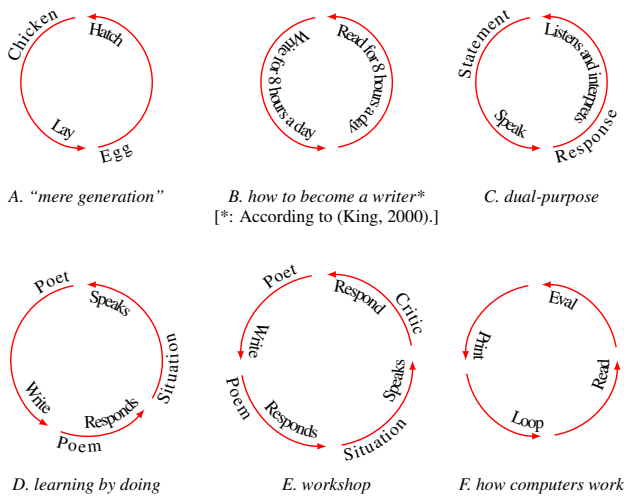 Chicken
Hatch
Lay
Egg
Write for 8 hours a day
Read for 8 hours a day
Statement
Listens and interprets
Speak
Response
A. “mere generation”
B. how to become a writer*
[*: According to (King, 2000).]
C. dual-purpose
Poet
Speaks
Situation
Write
Responds
Poem
Poet
Respond
Critic
Write
Speaks
Poem
Responds
Situation
Eval
Print
Read
Loop
D. learning by doing
E. workshop
F. how computers work